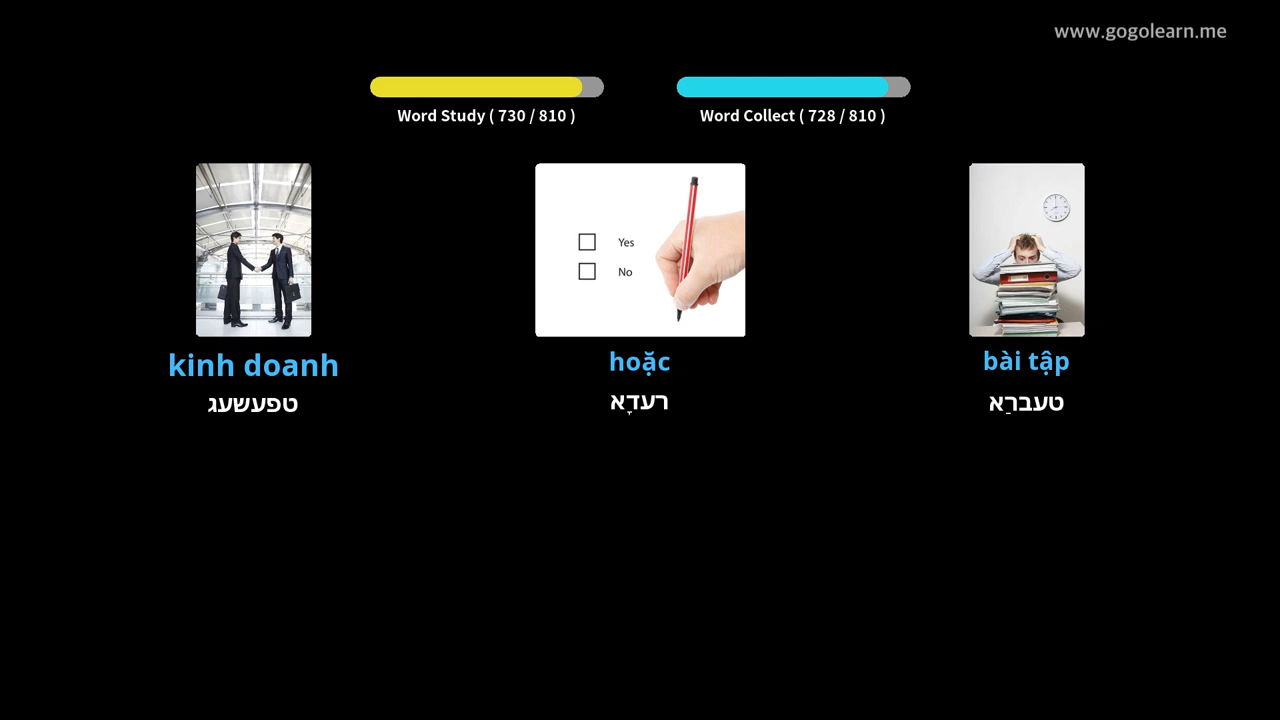 www.gogolearn.me
Word Study ( 730 / 810 )
Word Collect ( 728 / 810 )
Yes
No
kinh doanh
טפעשעג
hoặc
רעדָא
bài tập
טעברַא